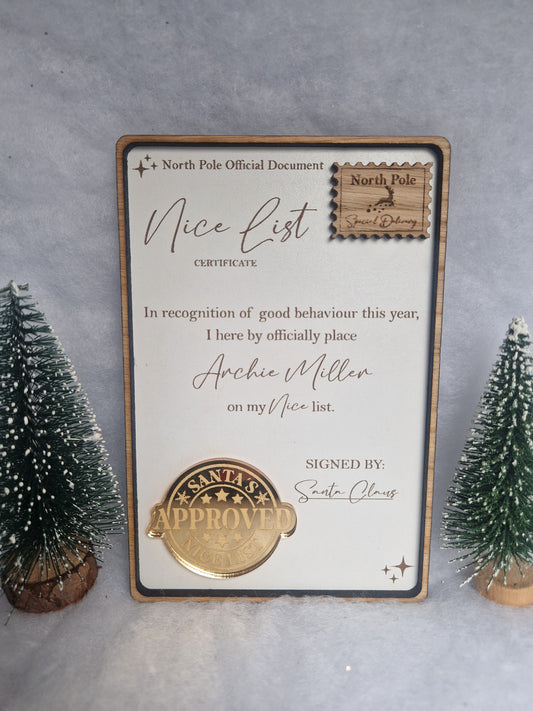 North Pole Official Document
North Pole
Special Delivery
Nice List
CERTIFICATE
In recognition of good behaviour this year,
I here by officially place
Archie Miller
on my Nice list.
SIGNED BY:
Santa Claus
SANTA'S
APPROVED
NICE LIST